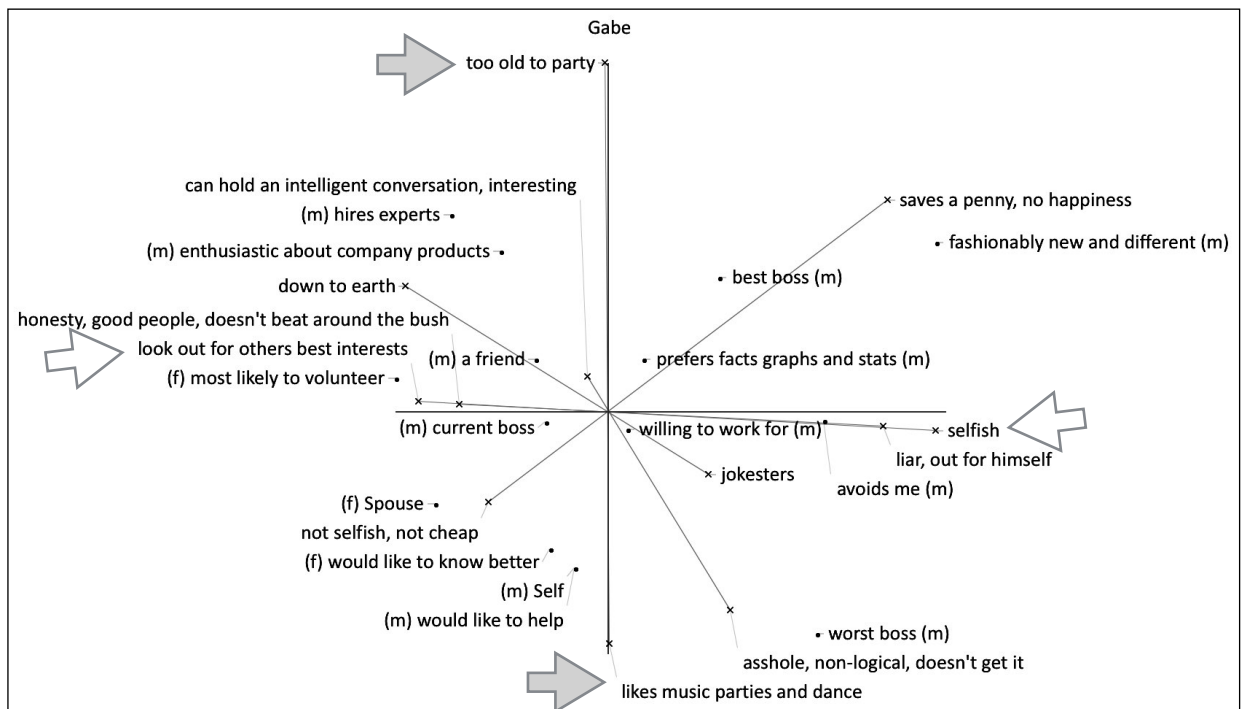 Gabe
too old to party
can hold an intelligent conversation, interesting
saves a penny, no happiness
(m) hires experts
fashionably new and different (m)
(m) enthusiastic about company products
best boss (m)
down to earth
honesty, good people, doesn't beat around the bush
look out for others best interests
(m) a friend
prefers facts graphs and stats (m)
(f) most likely to volunteer
(m) current boss
willing to work for (m)
selfish
liar, out for himself
jokesters
avoids me (m)
(f) Spouse
not selfish, not cheap
(f) would like to know better
(m) Self
(m) would like to help
worst boss (m)
asshole, non-logical, doesn't get it
likes music parties and dance